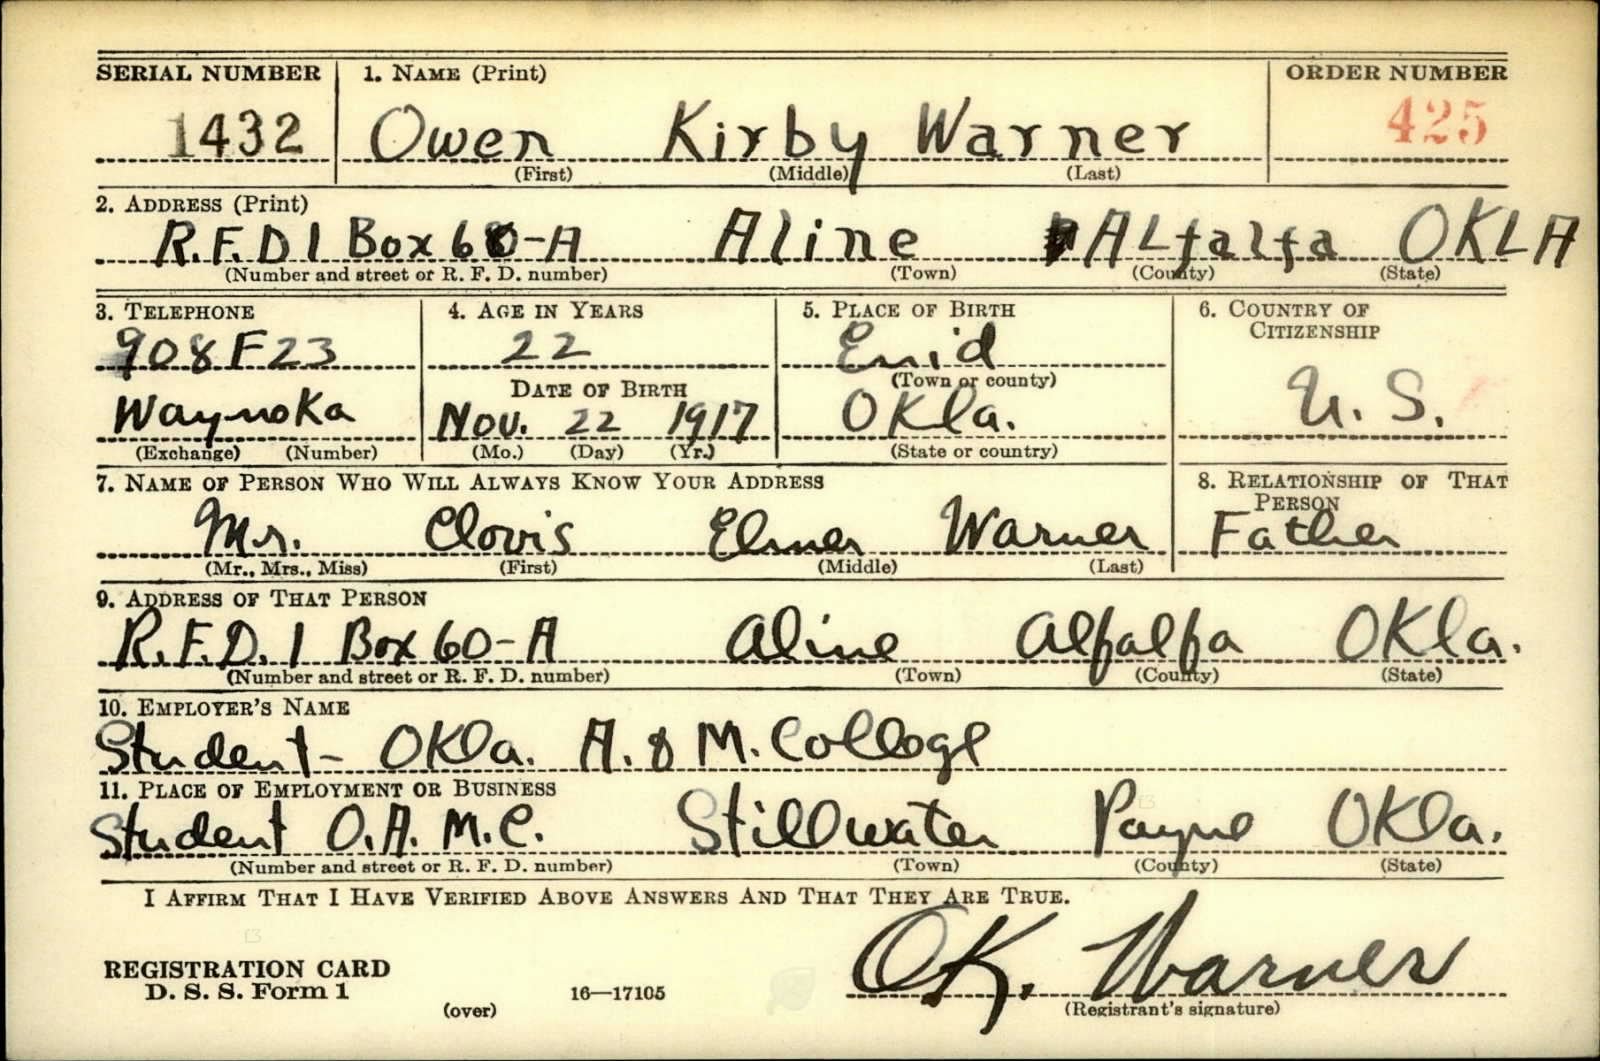 SERIAL NUMBER 1. NAME (Print) ORDER NUMBER
1432 Owen Kirby Warner 425
(First) (Middle) (Last)
2. ADDRESS (Print)
R.F.D 1 Box 60-A Aline ALfalfa OKLA
(Number and street or R. F. D. number) (Town) (County) (State)
3. TELEPHONE 4. AGE IN YEARS 5. PLACE OF BIRTH 6. COUNTRY OF CITIZENSHIP
908F23 22 Enid
DATE OF BIRTH (Town or county) U. S.
Waynoka Nov. 22 1917 Okla.
(Exchange) (Number) (Mo.) (Day) (Yr.) (State or country)
7. NAME OF PERSON WHO WILL ALWAYS KNOW YOUR ADDRESS 8. RELATIONSHIP OF THAT PERSON
Mr. Clovis Elmer Warner Father
(Mr., Mrs., Miss) (First) (Middle) (Last)
9. ADDRESS OF THAT PERSON
R.F.D. 1 Box 60-A Aline Alfalfa Okla.
(Number and street or R. F. D. number) (Town) (County) (State)
10. EMPLOYER'S NAME
Student- Okla. A. & M. College
11. PLACE OF EMPLOYMENT OR BUSINESS
Student O.A. M.C. Stillwater Payne Okla.
(Number and street or R. F. D. number) (Town) (County) (State)
I AFFIRM THAT I HAVE VERIFIED ABOVE ANSWERS AND THAT THEY ARE TRUE.
OK. Warner
REGISTRATION CARD
D. S. S. Form 1 (over) 16—17105 (Registrant's signature)